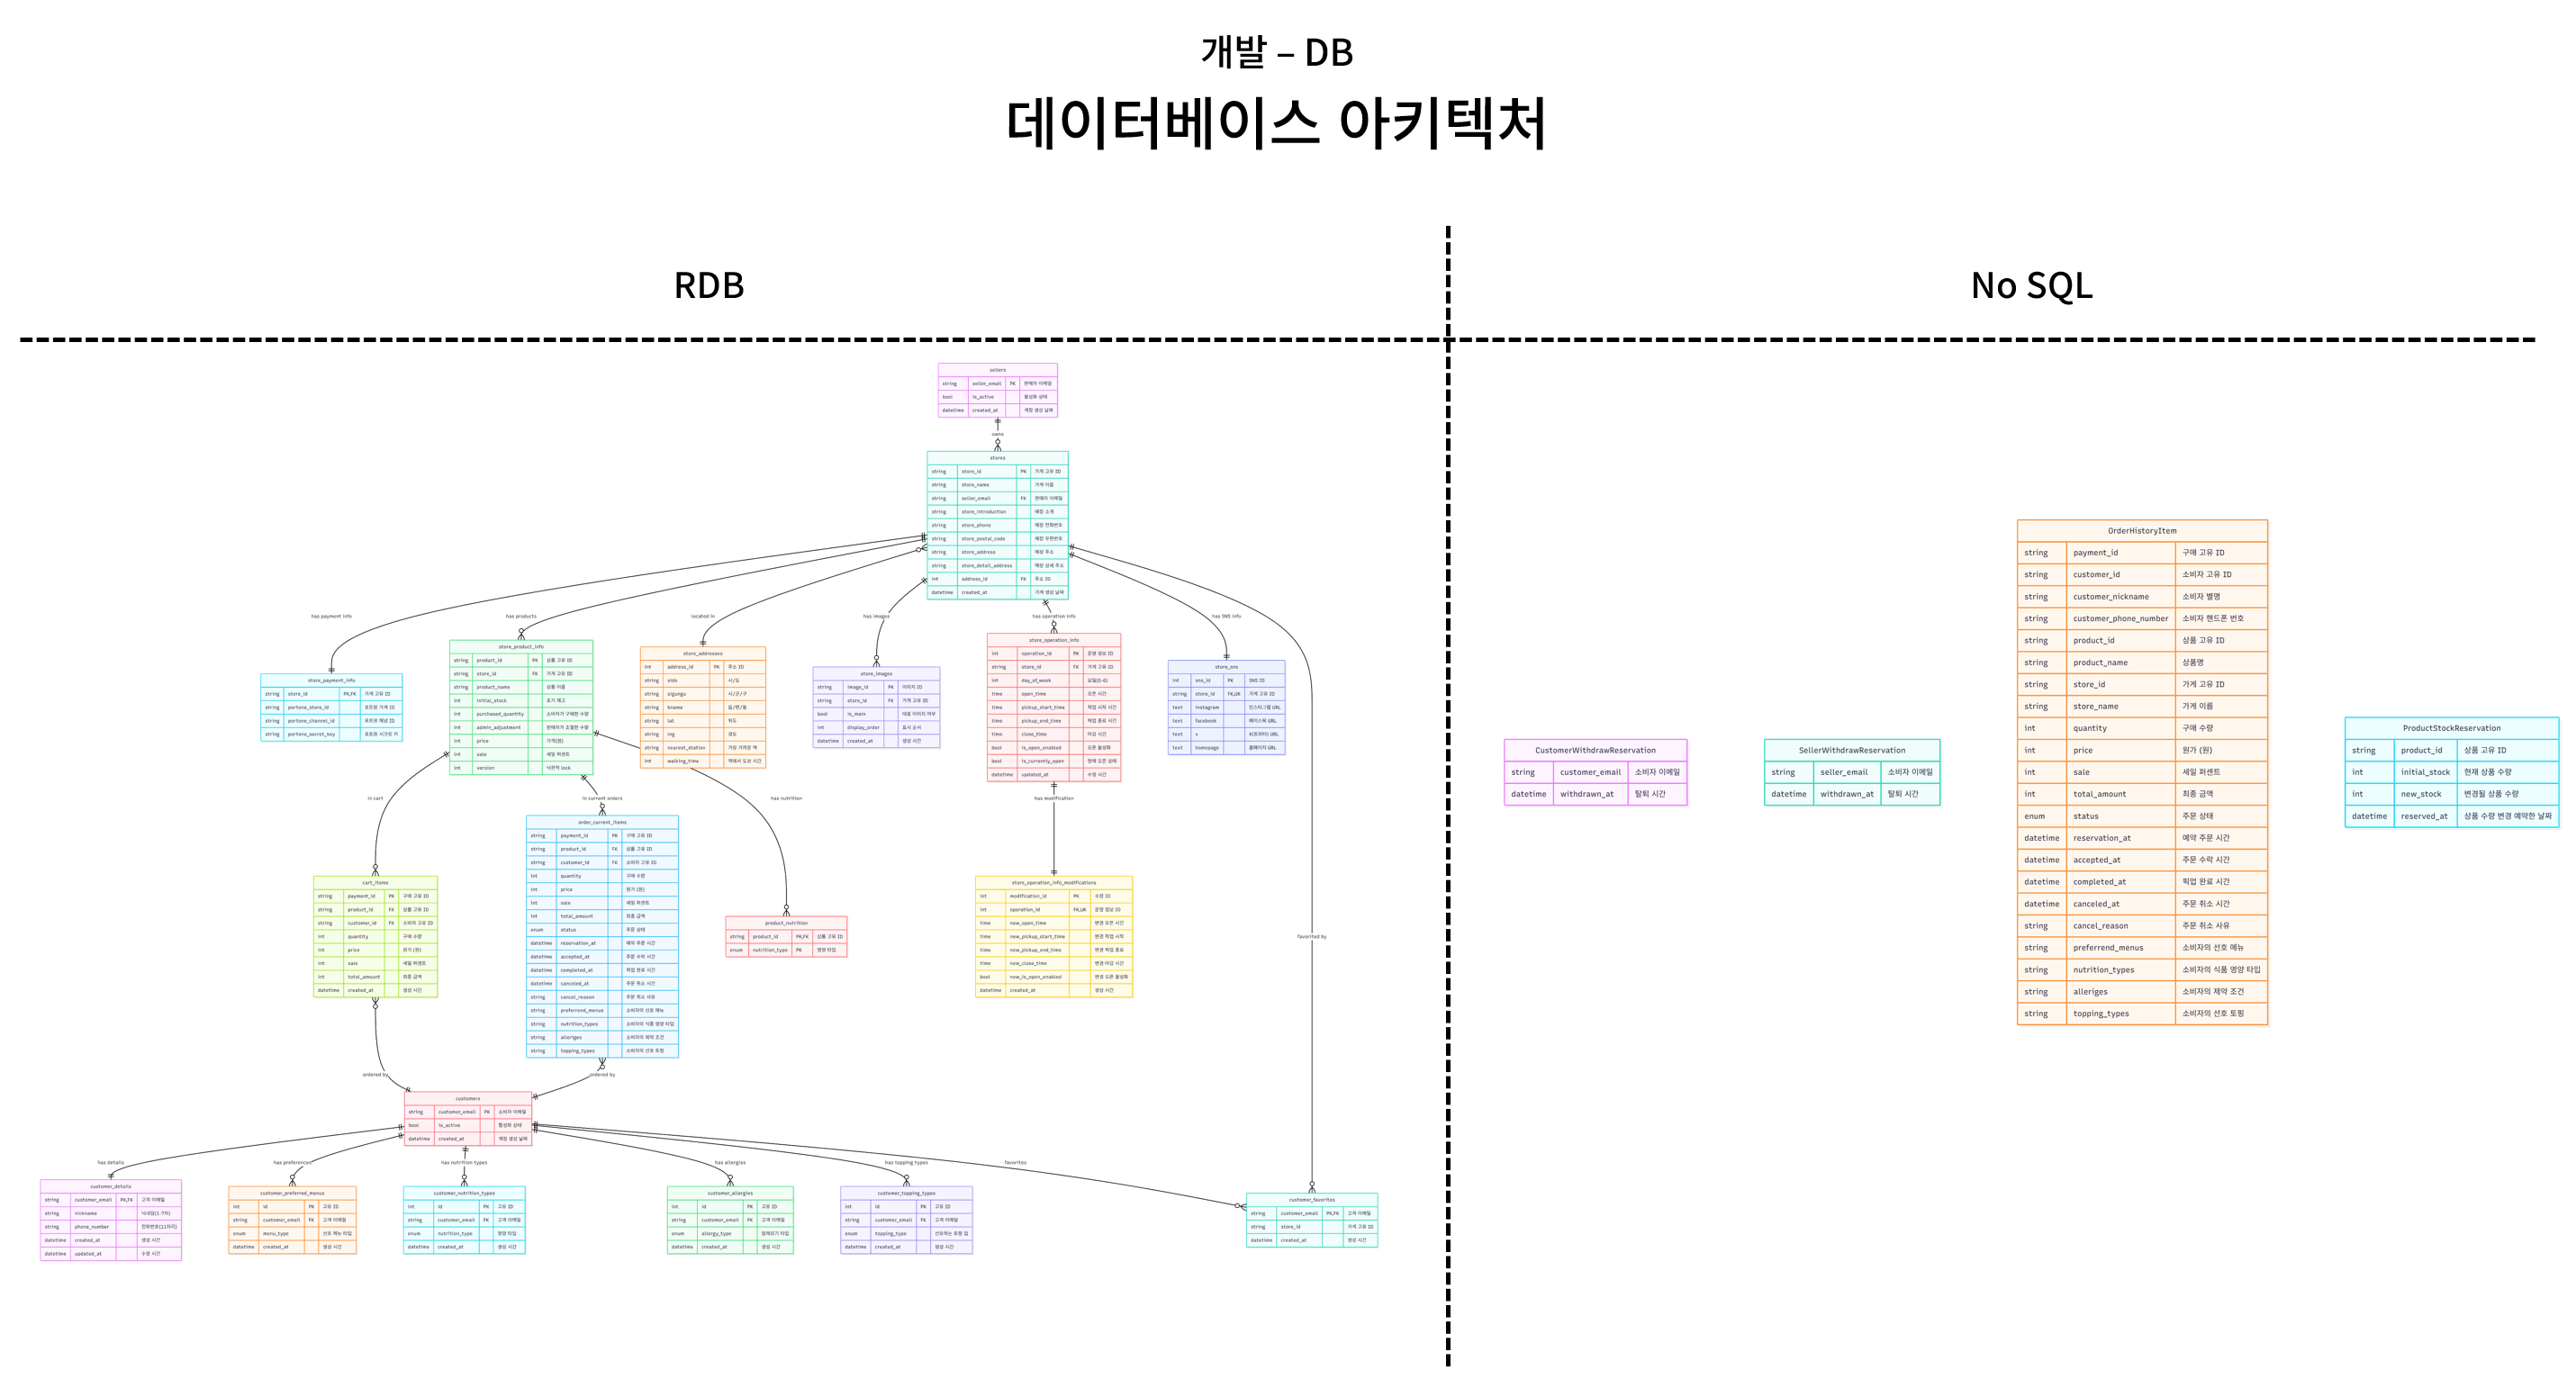 개발 – DB
데이터베이스 아키텍처
RDB
No SQL
sellers
string seller_email PK 판매자 이메일
bool is_active 활성화 상태
datetime created_at 계정 생성 날짜
owns
stores
string store_id PK 가게 고유 ID
string store_name 가게 이름
string seller_email FK 판매자 이메일
string store_introduction 매장 소개
string store_phone 매장 전화번호
string store_postal_code 매장 우편번호
string store_address 매장 주소
string store_detail_address 매장 상세 주소
int address_id FK 주소 ID
datetime created_at 가게 생성 날짜
has payment info
has products
located in
has images
has operation info
has SNS info
store_payment_info
string store_id PK,FK 가게 고유 ID
string portone_store_id 포트원 가게 ID
string portone_channel_id 포트원 채널 ID
string portone_secret_key 포트원 시크릿 키
store_product_info
string product_id PK 상품 고유 ID
string store_id FK 가게 고유 ID
string product_name 상품 이름
int initial_stock 초기 재고
int purchased_quantity 소비자가 구매한 수량
int admin_adjustment 판매자가 조절한 수량
int price 가격(원)
int sale 세일 퍼센트
int version 낙관적 lock
store_addresses
int address_id PK 주소 ID
string sido 시/도
string sigungu 시/군/구
string bname 읍/면/동
string lat 위도
string lng 경도
string nearest_station 가장 가까운 역
int walking_time 역에서 도보 시간
store_images
string image_id PK 이미지 ID
string store_id FK 가게 고유 ID
bool is_main 대표 이미지 여부
int display_order 표시 순서
datetime created_at 생성 시간
store_operation_info
int operation_id PK 운영 정보 ID
string store_id FK 가게 고유 ID
int day_of_week 요일(0-6)
time open_time 오픈 시간
time pickup_start_time 픽업 시작 시간
time pickup_end_time 픽업 종료 시간
time close_time 마감 시간
bool is_open_enabled 오픈 활성화
bool is_currently_open 현재 오픈 상태
datetime updated_at 수정 시간
store_sns
int sns_id PK SNS ID
string store_id FK,UK 가게 고유 ID
text instagram 인스타그램 URL
text facebook 페이스북 URL
text x X(트위터) URL
text homepage 홈페이지 URL
in cart
in current orders
has nutrition
has modification
favorited by
order_current_items
string payment_id PK 구매 고유 ID
string product_id FK 상품 고유 ID
string customer_id FK 소비자 고유 ID
int quantity 구매 수량
int price 원가 (원)
int sale 세일 퍼센트
int total_amount 최종 금액
enum status 주문 상태
datetime reservation_at 예약 주문 시간
datetime accepted_at 주문 수락 시간
datetime completed_at 픽업 완료 시간
datetime canceled_at 주문 취소 시간
string cancel_reason 주문 취소 사유
string preferrend_menus 소비자의 선호 메뉴
string nutrition_types 소비자의 식품 영양 타입
string alleriges 소비자의 제약 조건
string topping_types 소비자의 선호 토핑
cart_items
string payment_id PK 구매 고유 ID
string product_id FK 상품 고유 ID
string customer_id FK 소비자 고유 ID
int quantity 구매 수량
int price 원가 (원)
int sale 세일 퍼센트
int total_amount 최종 금액
datetime created_at 생성 시간
product_nutrition
string product_id PK,FK 상품 고유 ID
enum nutrition_type PK 영양 타입
store_operation_info_modifications
int modification_id PK 수정 ID
int operation_id FK,UK 운영 정보 ID
time new_open_time 변경 오픈 시간
time new_pickup_start_time 변경 픽업 시작
time new_pickup_end_time 변경 픽업 종료
time new_close_time 변경 마감 시간
bool new_is_open_enabled 변경 오픈 활성화
datetime created_at 생성 시간
ordered by
ordered by
customers
string customer_email PK 소비자 이메일
bool is_active 활성화 상태
datetime created_at 계정 생성 날짜
has details
has preferences
has nutrition types
has allergies
has topping types
favorites
customer_details
string customer_email PK,FK 고객 이메일
string nickname 닉네임(1-7자)
string phone_number 전화번호(11자리)
datetime created_at 생성 시간
datetime updated_at 수정 시간
customer_preferred_menus
int id PK 고유 ID
string customer_email FK 고객 이메일
enum menu_type 선호 메뉴 타입
datetime created_at 생성 시간
customer_nutrition_types
int id PK 고유 ID
string customer_email FK 고객 이메일
enum nutrition_type 영양 타입
datetime created_at 생성 시간
customer_allergies
int id PK 고유 ID
string customer_email FK 고객 이메일
enum allergy_type 알레르기 타입
datetime created_at 생성 시간
customer_topping_types
int id PK 고유 ID
string customer_email FK 고객 이메일
enum topping_type 선호하는 토핑 입
datetime created_at 생성 시간
customer_favorites
string customer_email PK,FK 고객 이메일
string store_id 가게 고유 ID
datetime created_at 생성 시간
CustomerWithdrawReservation
string customer_email 소비자 이메일
datetime withdrawn_at 탈퇴 시간
SellerWithdrawReservation
string seller_email 소비자 이메일
datetime withdrawn_at 탈퇴 시간
OrderHistoryItem
string payment_id 구매 고유 ID
string customer_id 소비자 고유 ID
string customer_nickname 소비자 별명
string customer_phone_number 소비자 핸드폰 번호
string product_id 상품 고유 ID
string product_name 상품명
string store_id 가게 고유 ID
string store_name 가게 이름
int quantity 구매 수량
int price 원가 (원)
int sale 세일 퍼센트
int total_amount 최종 금액
enum status 주문 상태
datetime reservation_at 예약 주문 시간
datetime accepted_at 주문 수락 시간
datetime completed_at 픽업 완료 시간
datetime canceled_at 주문 취소 시간
string cancel_reason 주문 취소 사유
string preferrend_menus 소비자의 선호 메뉴
string nutrition_types 소비자의 식품 영양 타입
string alleriges 소비자의 제약 조건
string topping_types 소비자의 선호 토핑
ProductStockReservation
string product_id 상품 고유 ID
int initial_stock 현재 상품 수량
int new_stock 변경될 상품 수량
datetime reserved_at 상품 수량 변경 예약한 날짜